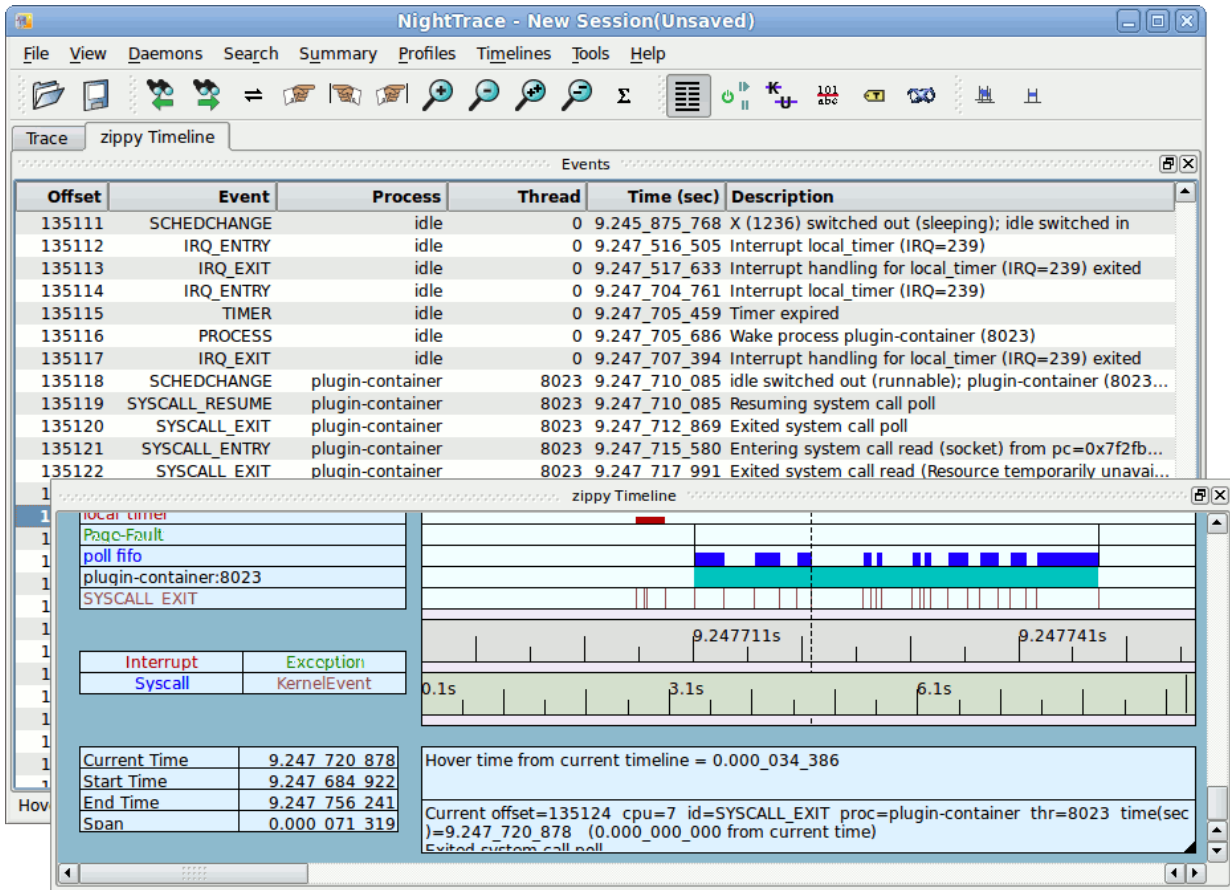 NightTrace - New Session(Unsaved)
File View Daemons Search Summary Profiles Timelines Tools Help
Σ 101 abc T
Trace zippy Timeline
Events
Offset Event Process Thread Time (sec) Description
135111 SCHEDCHANGE idle 0 9.245_875_768 X (1236) switched out (sleeping); idle switched in
135112 IRQ_ENTRY idle 0 9.247_516_505 Interrupt local_timer (IRQ=239)
135113 IRQ_EXIT idle 0 9.247_517_633 Interrupt handling for local_timer (IRQ=239) exited
135114 IRQ_ENTRY idle 0 9.247_704_761 Interrupt local_timer (IRQ=239)
135115 TIMER idle 0 9.247_705_459 Timer expired
135116 PROCESS idle 0 9.247_705_686 Wake process plugin-container (8023)
135117 IRQ_EXIT idle 0 9.247_707_394 Interrupt handling for local_timer (IRQ=239) exited
135118 SCHEDCHANGE plugin-container 8023 9.247_710_085 idle switched out (runnable); plugin-container (8023...
135119 SYSCALL_RESUME plugin-container 8023 9.247_710_085 Resuming system call poll
135120 SYSCALL_EXIT plugin-container 8023 9.247_712_869 Exited system call poll
135121 SYSCALL_ENTRY plugin-container 8023 9.247_715_580 Entering system call read (socket) from pc=0x7f2fb...
135122 SYSCALL_EXIT plugin-container 8023 9.247_717_991 Exited system call read (Resource temporarily unavai...
zippy Timeline
local timer
Page-Fault
poll fifo
plugin-container:8023
SYSCALL_EXIT
9.247711s 9.247741s
Interrupt Exception
Syscall KernelEvent
0.1s 3.1s 6.1s
Current Time 9.247_720_878
Start Time 9.247_684_922
End Time 9.247_756_241
Span 0.000_071_319
Hover time from current timeline = 0.000_034_386
Current offset=135124 cpu=7 id=SYSCALL_EXIT proc=plugin-container thr=8023 time(sec
)=9.247_720_878 (0.000_000_000 from current time)
Exited system call poll
Hov